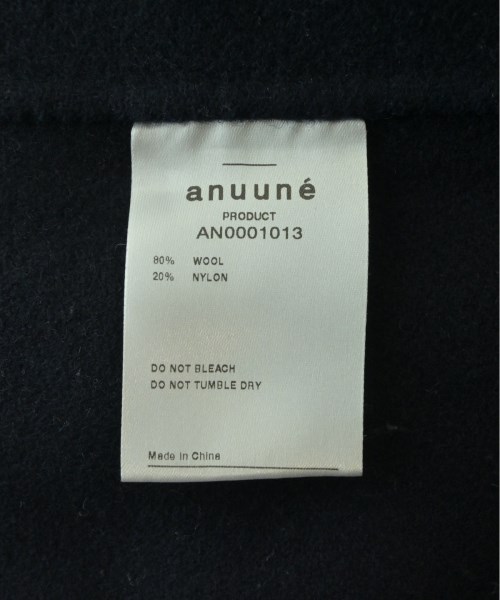 anuuné
PRODUCT
AN0001013
80% WOOL
20% NYLON
DO NOT BLEACH
DO NOT TUMBLE DRY
Made in China